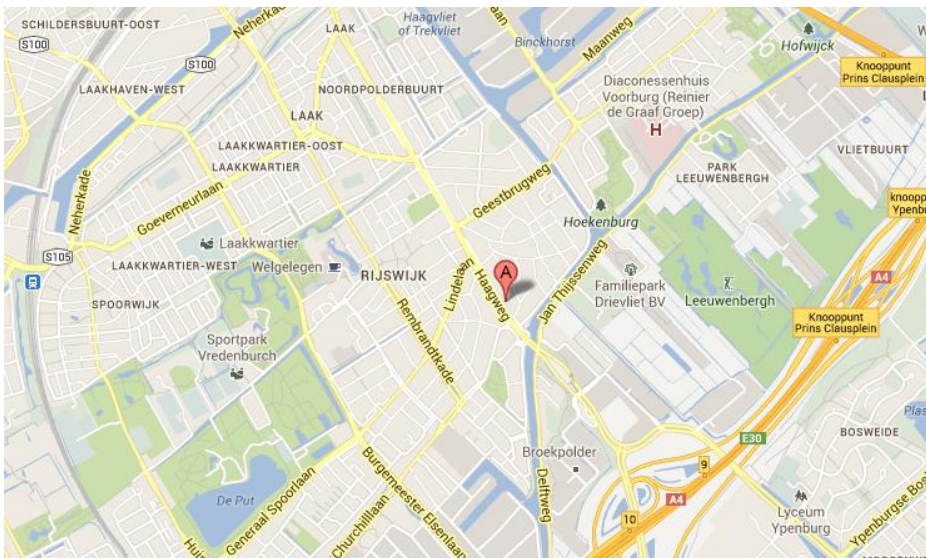 SCHILDERSBUURT-OOST
S100
Neherkade
LAAK
Haagvliet
of Trekvliet
Binckhorst
Maanweg
Hofwijck
Knooppunt
Prins Clausplein
S100
LAAKHAVEN-WEST
NOORDPOLDERBUURT
Diaconessenhuis
Voorburg (Reinier
de Graaf Groep)
H
LAAK
LAAKKWARTIER-OOST
LAAKKWARTIER
VLIETBUURT
PARK
LEEUWENBERGH
Neherkade
Goeverneurlaan
Geestbrugweg
Hoekenburg
Laakkwartier
S105
LAAKKWARTIER-WEST
Welgelegen
RIJSWIJK
Lindelaan
Haagweg
A
Jan Thijssenweg
Familiepark
Drievliet BV
Leeuwenbergh
A4
SPOORWIJK
Rembrandtkade
Knooppunt
Prins Clausplein
Sportpark
Vredenburch
BOSWEIDE
E30
Broekpolder
9
A4
De Put
Generaal Spoorlaan
Burgemeester Elsenlaan
Churchilllaan
Delftweg
10
Lyceum
Ypenburg